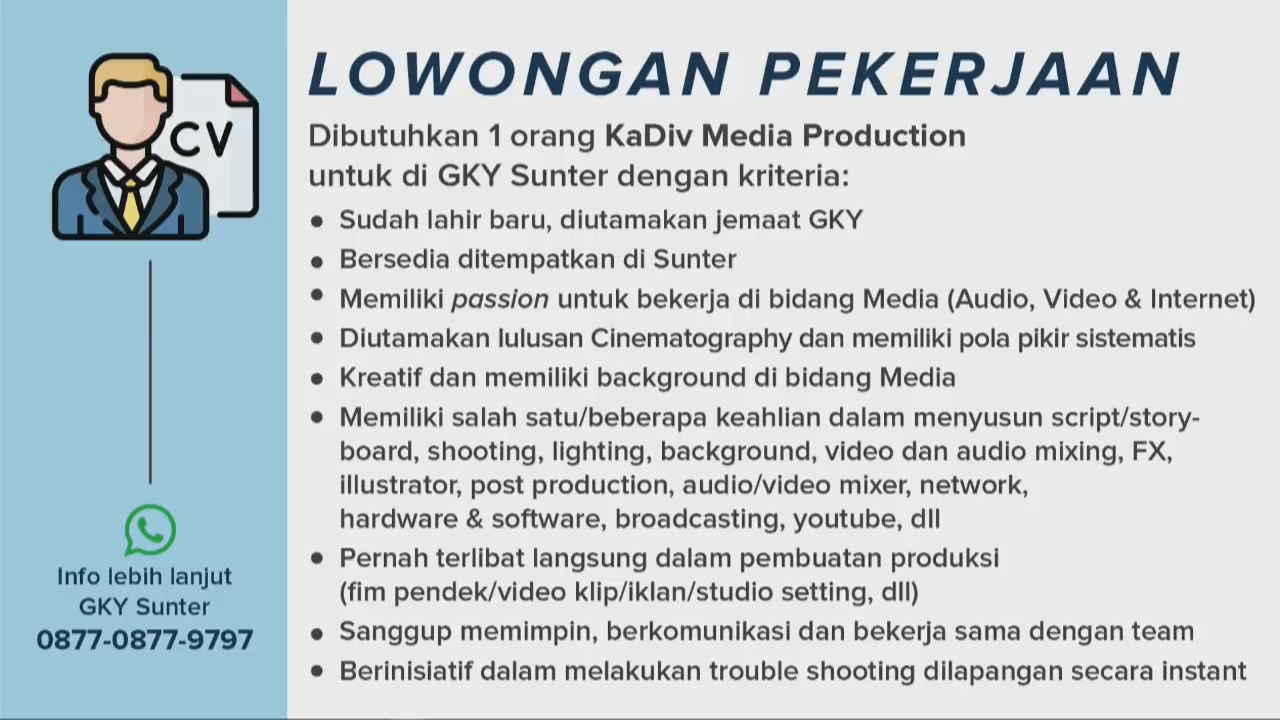 CV
LOWONGAN PEKERJAAN
Dibutuhkan 1 orang KaDiv Media Production
untuk di GKY Sunter dengan kriteria:
• Sudah lahir baru, diutamakan jemaat GKY
• Bersedia ditempatkan di Sunter
• Memiliki passion untuk bekerja di bidang Media (Audio, Video & Internet)
• Diutamakan lulusan Cinematography dan memiliki pola pikir sistematis
• Kreatif dan memiliki background di bidang Media
• Memiliki salah satu/beberapa keahlian dalam menyusun script/story-
board, shooting, lighting, background, video dan audio mixing, FX,
illustrator, post production, audio/video mixer, network,
hardware & software, broadcasting, youtube, dll
• Pernah terlibat langsung dalam pembuatan produksi
(fim pendek/video klip/iklan/studio setting, dll)
• Sanggup memimpin, berkomunikasi dan bekerja sama dengan team
• Berinisiatif dalam melakukan trouble shooting dilapangan secara instant
Info lebih lanjut
GKY Sunter
0877-0877-9797